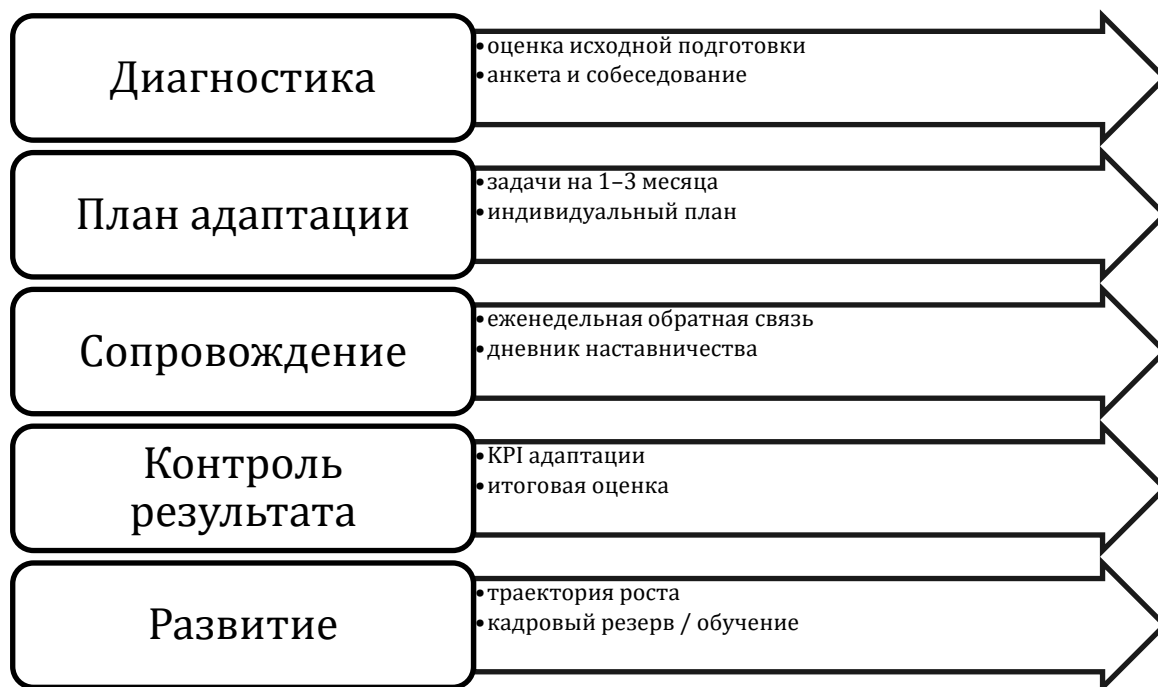 Диагностика
•оценка исходной подготовки
•анкета и собеседование
План адаптации
•задачи на 1–3 месяца
•индивидуальный план
Сопровождение
•еженедельная обратная связь
•дневник наставничества
Контроль
результата
•KPI адаптации
•итоговая оценка
Развитие
•траектория роста
•кадровый резерв / обучение